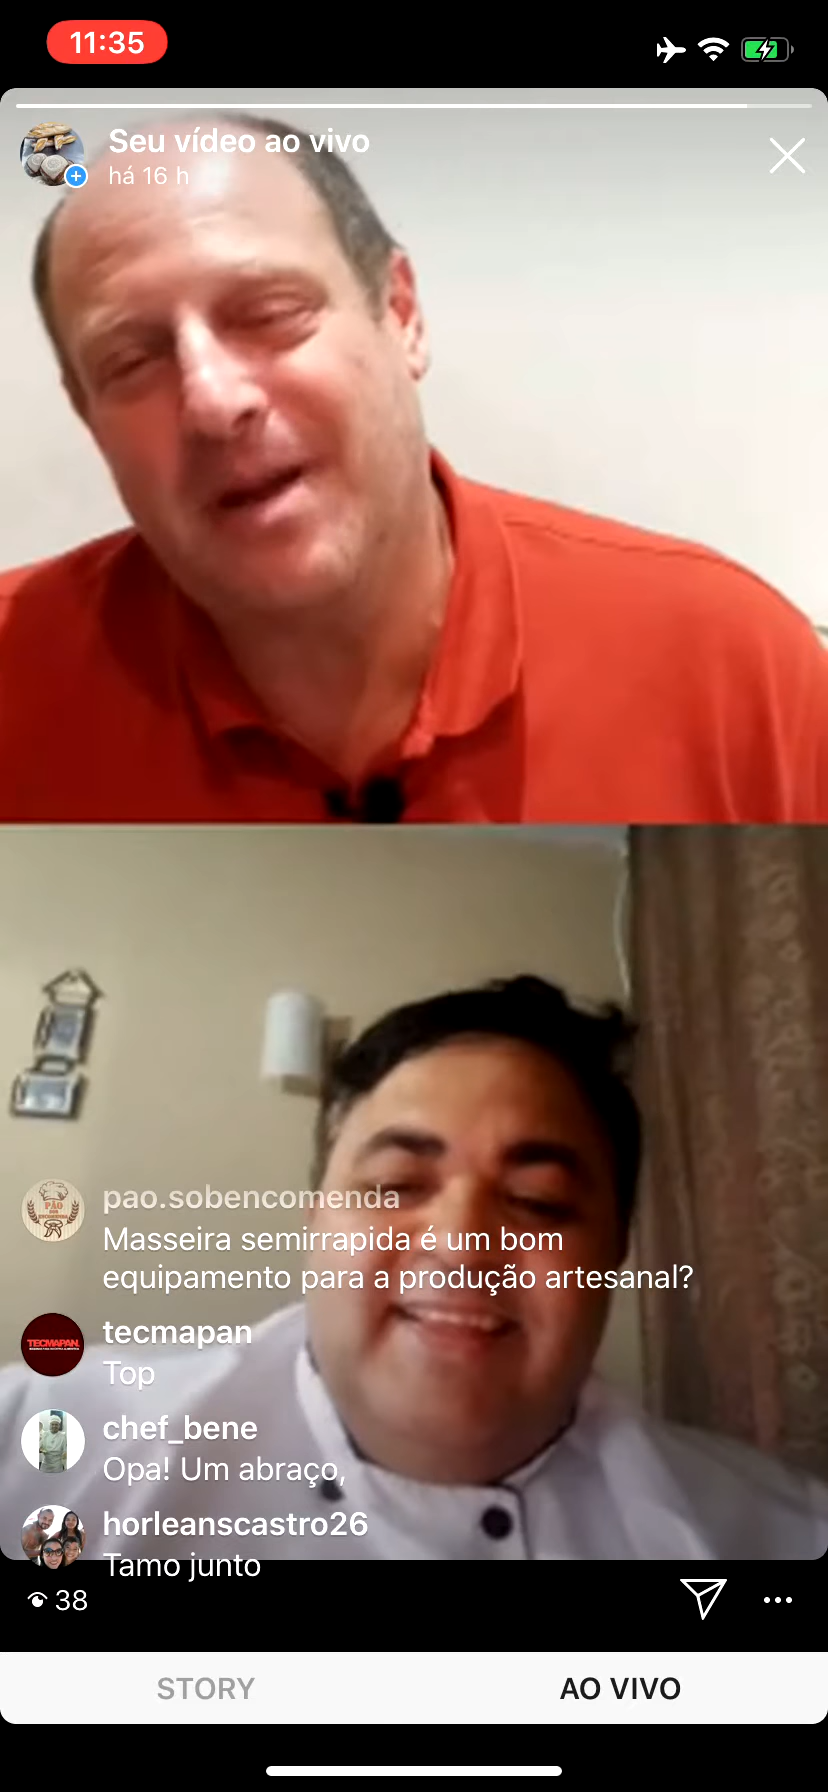 11:35
Seu vídeo ao vivo
há 16 h
pao.sobencomenda
Masseira semirrapida é um bom
equipamento para a produção artesanal?
TECMAPAN
tecmapan
Top
chef_bene
Opa! Um abraço,
horleanscastro26
Tamo junto
38
STORY
AO VIVO